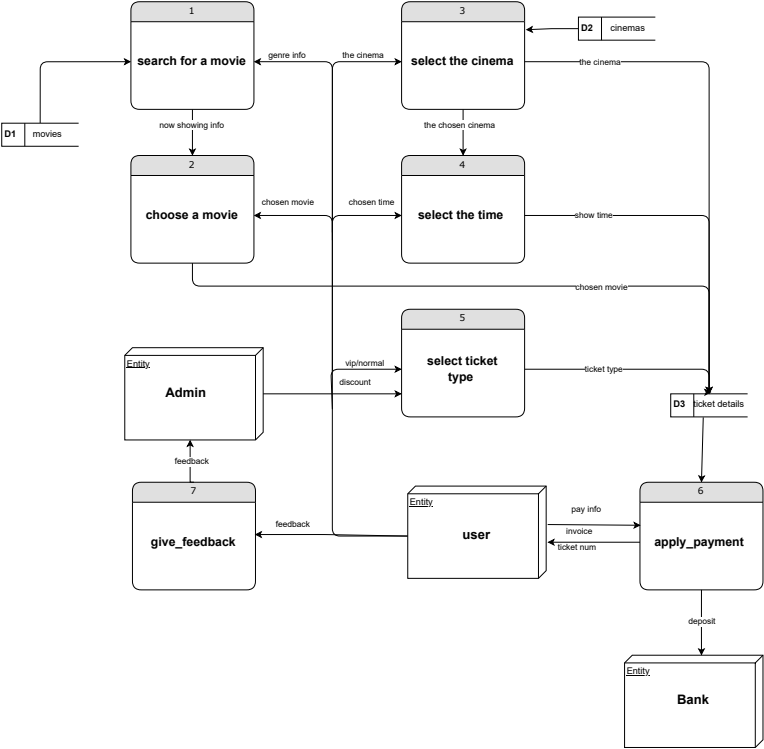 1
search for a movie
3
select the cinema
D2
cinemas
genre info
the cinema
the cinema
D1
movies
now showing info
the chosen cinema
2
choose a movie
4
select the time
chosen movie
chosen time
show time
chosen movie
5
select ticket
type
Entity
Admin
vip/normal
discount
ticket type
D3
ticket details
feedback
7
give_feedback
feedback
Entity
user
pay info
invoice
ticket num
6
apply_payment
deposit
Entity
Bank